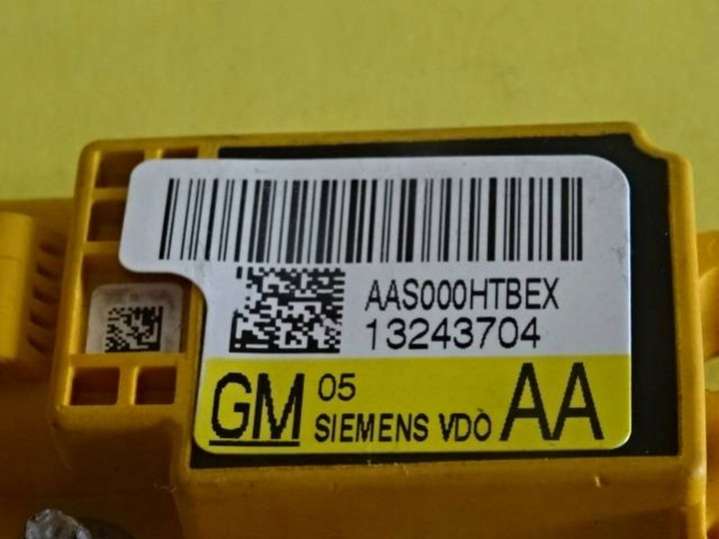 AAS000HTBEX
13243704
GM 05 SIEMENS VDO AA